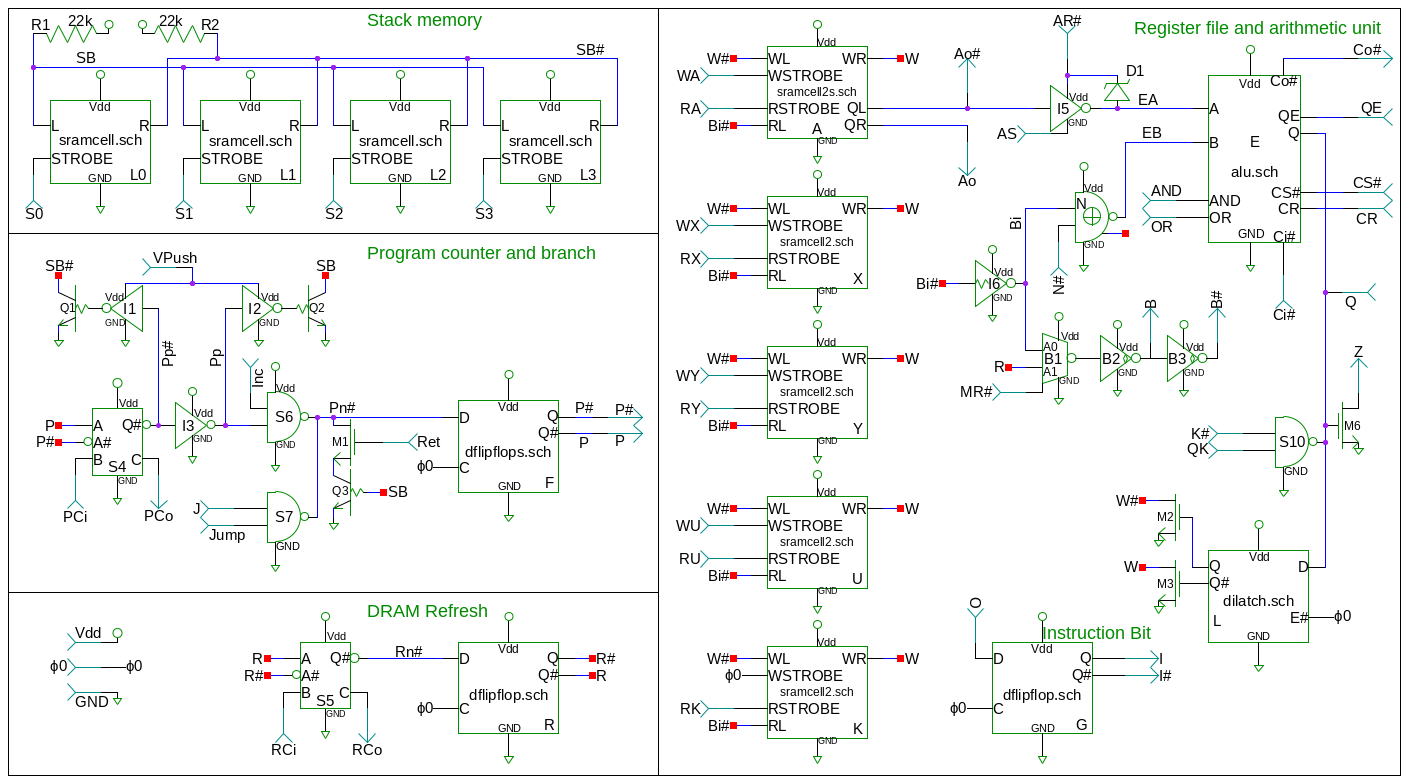 Stack memory
R1 22k 22k R2
SB SB#
Vdd Vdd Vdd Vdd
L R L R L R L R
sramcell.sch sramcell.sch sramcell.sch sramcell.sch
STROBE STROBE STROBE STROBE
GND L0 GND L1 GND L2 GND L3
S0 S1 S2 S3
Program counter and branch
SB# VPush SB
Q1 Vdd I1 GND I2 Vdd GND Q2
Pp# Pp Inc
Vdd Vdd Vdd Vdd
P A Q# I3 GND S6 GND Pn# D Q P# P#
P# A# M1 Ret Q# P P
B S4 C GND ϕ0 C dflipflops.sch
PCi PCo Q3 SB GND F
J S7 GND
Jump
DRAM Refresh
Vdd
ϕ0 ϕ0
GND
Vdd Vdd
R A Q# Rn# D Q R#
R# A# Q# R
B S5 C GND dflipflop.sch
ϕ0 C
RCi RCo GND R
Register file and arithmetic unit
Vdd
W# WL WR W
WA WSTROBE
sramcell2s.sch
RA RSTROBE QL
Bi# RL A QR
GND
Ao#
Ao
Vdd
W# WL WR W
WX WSTROBE
sramcell2.sch
RX RSTROBE
Bi# RL X
GND
Vdd
W# WL WR W
WY WSTROBE
sramcell2.sch
RY RSTROBE
Bi# RL Y
GND
Vdd
W# WL WR W
WU WSTROBE
sramcell2.sch
RU RSTROBE
Bi# RL U
GND
Vdd
W# WL WR W
ϕ0 WSTROBE
sramcell2.sch
RK RSTROBE
Bi# RL K
GND
AR#
D1
I5 Vdd GND EA
AS
EB
Vdd Co# Co#
A QE QE
B E Q
alu.sch
AND AND CS# CS#
OR OR CR CR
GND Ci#
Ci#
Q
Vdd
Bi N
GND
N#
Bi# I6 Vdd GND
A0 Vdd
R B1 B2 Vdd B3 Vdd
A1 GND GND GND
MR#
B B#
Z
K# S10 M6
QK GND
W# M2
W M3
Vdd
Q D
Q# dilatch.sch
L E# ϕ0
GND
O
Instruction Bit
Vdd
D Q I
Q# I#
dflipflop.sch
ϕ0 C
GND G